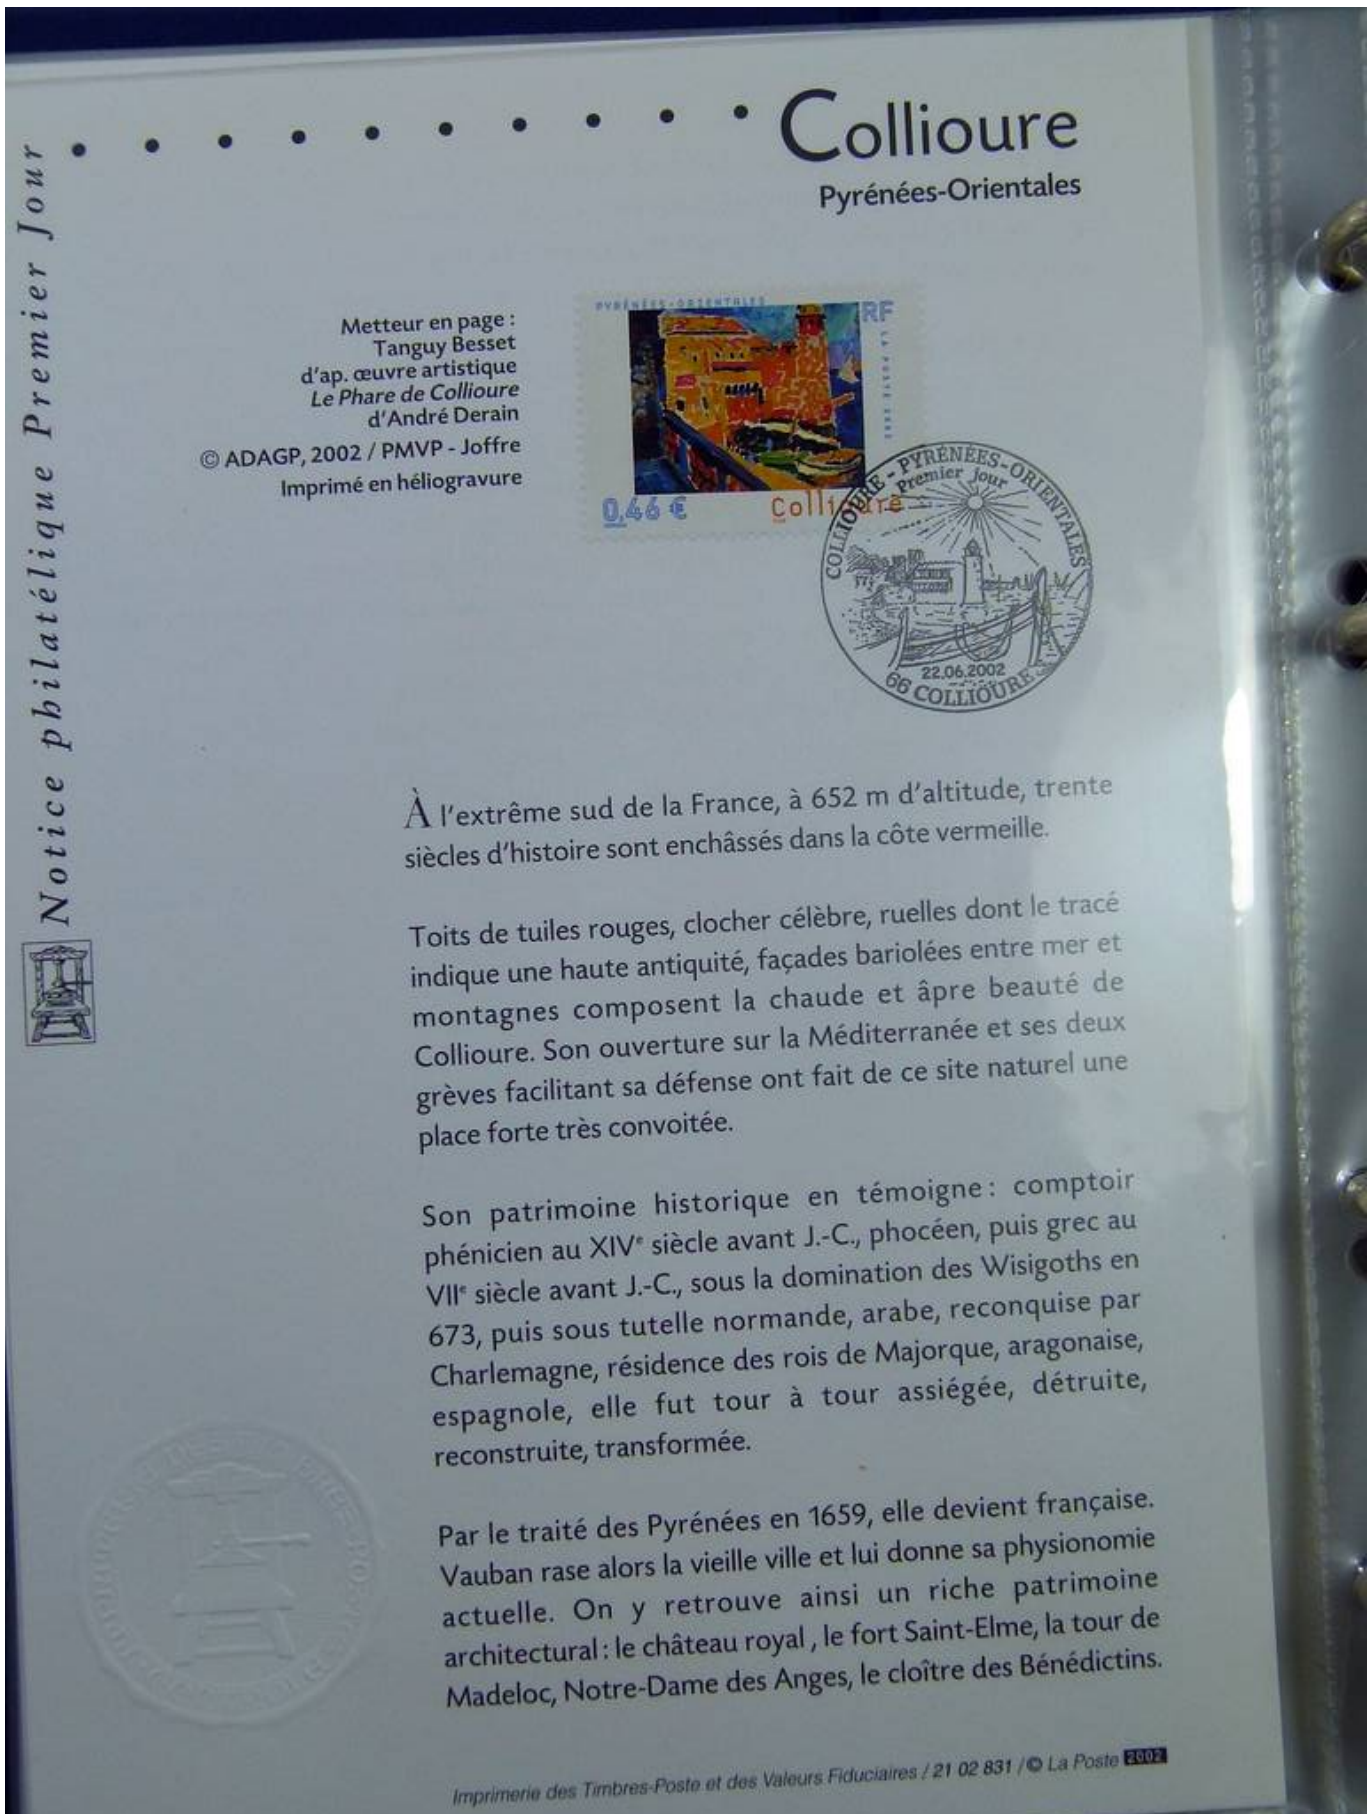 Notice philatélique Premier Jour
Collioure
Pyrénées-Orientales
Metteur en page :
Tanguy Besset
d'ap. œuvre artistique
Le Phare de Collioure
d'André Derain
© ADAGP, 2002 / PMVP - Joffre
Imprimé en héliogravure
PYRÉNÉES-ORIENTALES
RF
LA POSTE 2002
0,46 €
Collioure
COLLIOURE - PYRÉNÉES-ORIENTALES
Premier Jour
22.06.2002
66 COLLIOURE
À l'extrême sud de la France, à 652 m d'altitude, trente
siècles d'histoire sont enchâssés dans la côte vermeille.
Toits de tuiles rouges, clocher célèbre, ruelles dont le tracé
indique une haute antiquité, façades bariolées entre mer et
montagnes composent la chaude et âpre beauté de
Collioure. Son ouverture sur la Méditerranée et ses deux
grèves facilitant sa défense ont fait de ce site naturel une
place forte très convoitée.
Son patrimoine historique en témoigne : comptoir
phénicien au XIVe siècle avant J.-C., phocéen, puis grec au
VIIe siècle avant J.-C., sous la domination des Wisigoths en
673, puis sous tutelle normande, arabe, reconquise par
Charlemagne, résidence des rois de Majorque, aragonaise,
espagnole, elle fut tour à tour assiégée, détruite,
reconstruite, transformée.
Par le traité des Pyrénées en 1659, elle devient française.
Vauban rase alors la vieille ville et lui donne sa physionomie
actuelle. On y retrouve ainsi un riche patrimoine
architectural : le château royal , le fort Saint-Elme, la tour de
Madeloc, Notre-Dame des Anges, le cloître des Bénédictins.
Imprimerie des Timbres-Poste et des Valeurs Fiduciaires / 21 02 831 / © La Poste 2002